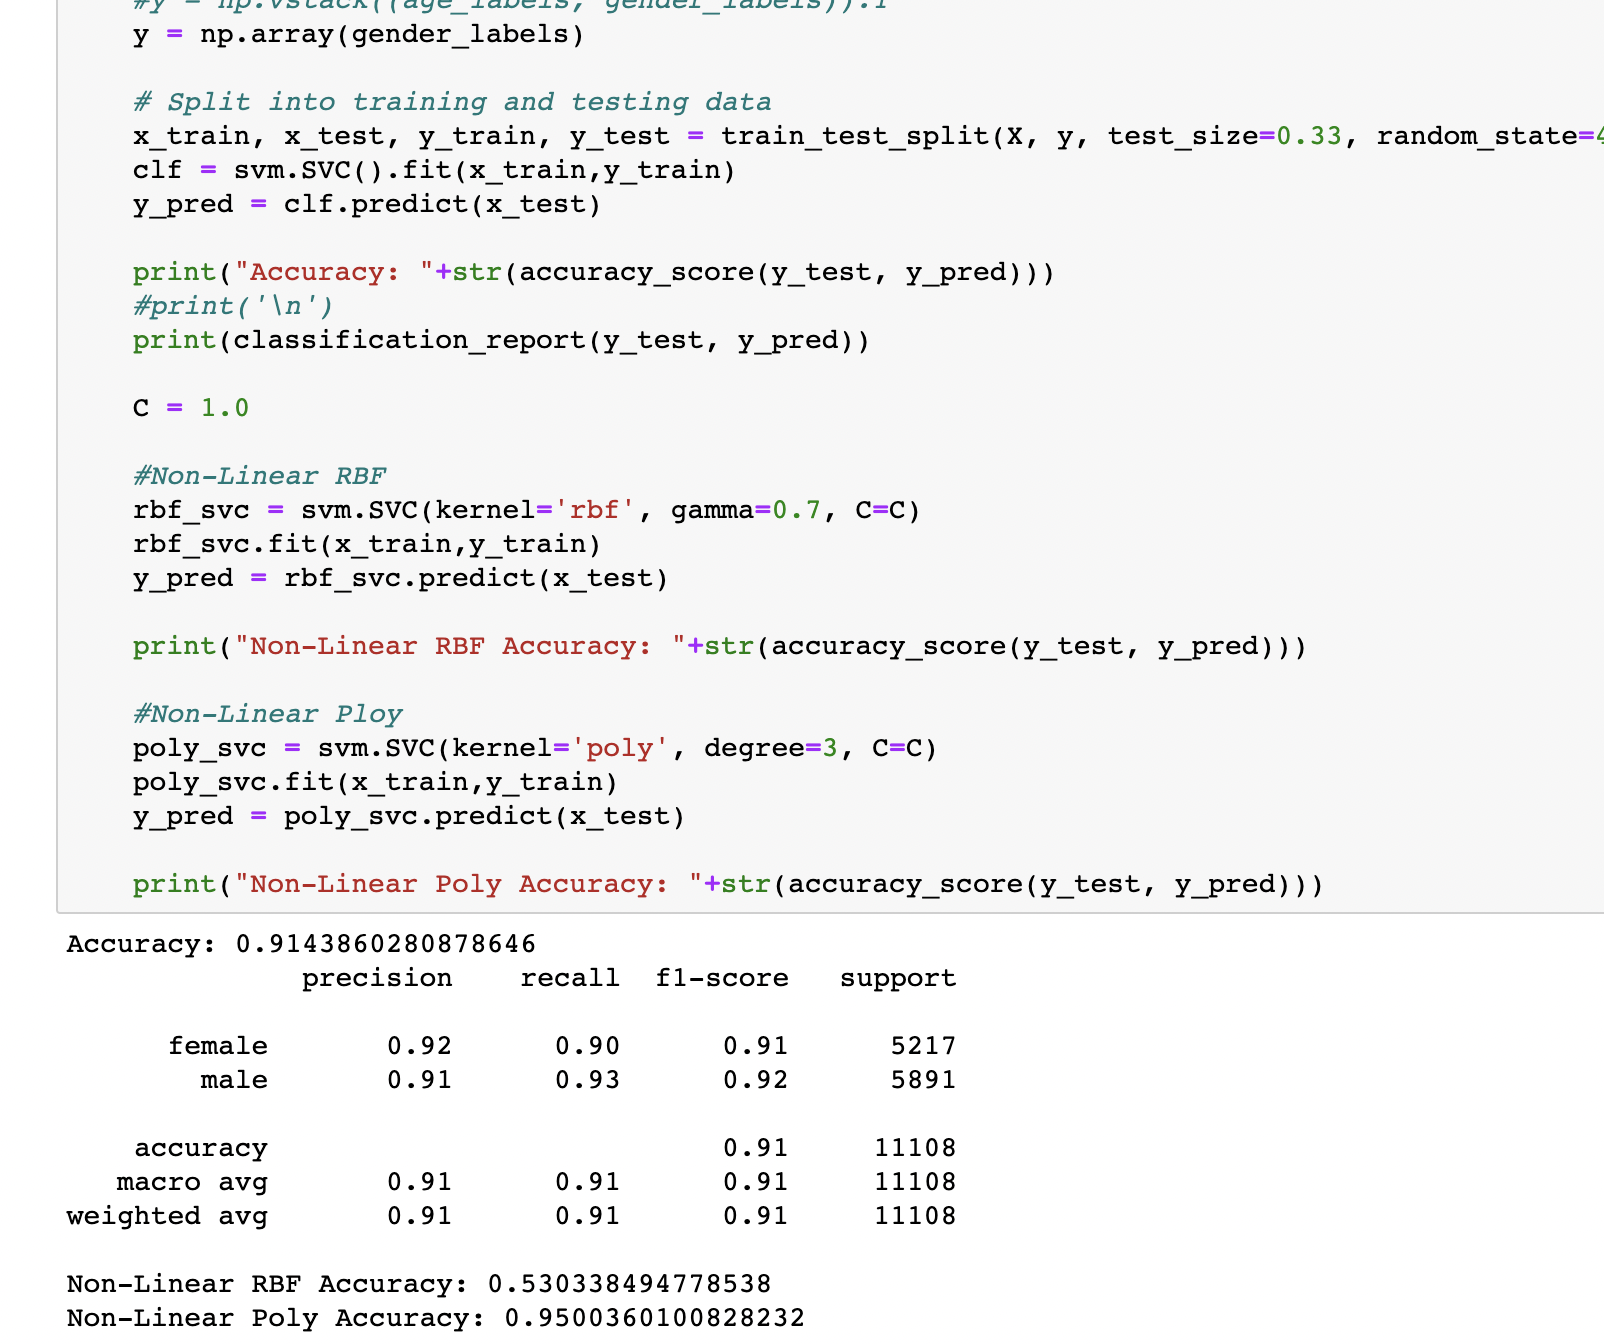 #y = np.vstack((age_labels, gender_labels)).T
y = np.array(gender_labels)
# Split into training and testing data
x_train, x_test, y_train, y_test = train_test_split(X, y, test_size=0.33, random_state=4
clf = svm.SVC().fit(x_train,y_train)
y_pred = clf.predict(x_test)
print("Accuracy: "+str(accuracy_score(y_test, y_pred)))
#print('\n')
print(classification_report(y_test, y_pred))
C = 1.0
#Non-Linear RBF
rbf_svc = svm.SVC(kernel='rbf', gamma=0.7, C=C)
rbf_svc.fit(x_train,y_train)
y_pred = rbf_svc.predict(x_test)
print("Non-Linear RBF Accuracy: "+str(accuracy_score(y_test, y_pred)))
#Non-Linear Ploy
poly_svc = svm.SVC(kernel='poly', degree=3, C=C)
poly_svc.fit(x_train,y_train)
y_pred = poly_svc.predict(x_test)
print("Non-Linear Poly Accuracy: "+str(accuracy_score(y_test, y_pred)))
Accuracy: 0.9143860280878646
precision recall f1-score support
female 0.92 0.90 0.91 5217
male 0.91 0.93 0.92 5891
accuracy 0.91 11108
macro avg 0.91 0.91 0.91 11108
weighted avg 0.91 0.91 0.91 11108
Non-Linear RBF Accuracy: 0.530338494778538
Non-Linear Poly Accuracy: 0.9500360100828232